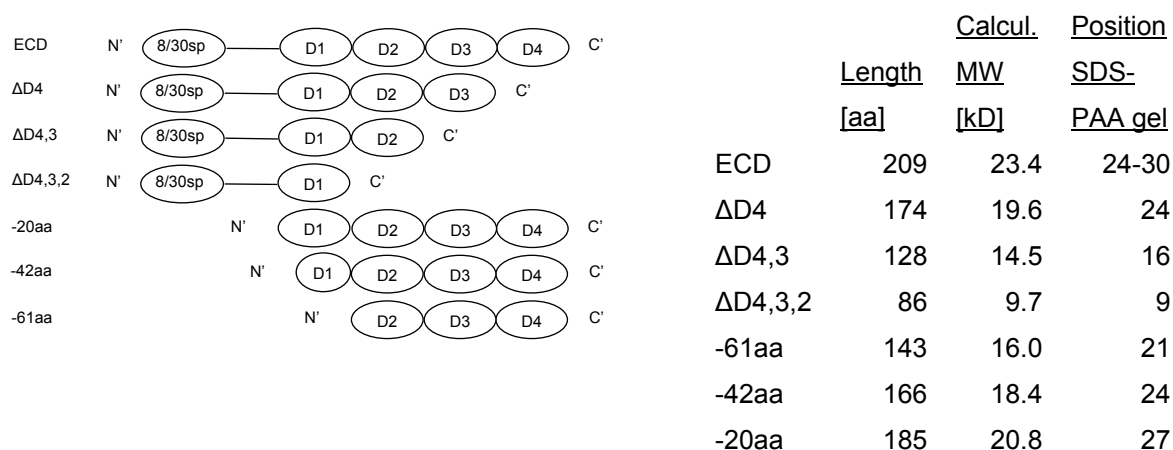 ECD N' 8/30sp D1 D2 D3 D4 C'
ΔD4 N' 8/30sp D1 D2 D3 C'
ΔD4,3 N' 8/30sp D1 D2 C'
ΔD4,3,2 N' 8/30sp D1 C'
-20aa N' D1 D2 D3 D4 C'
-42aa N' D1 D2 D3 D4 C'
-61aa N' D2 D3 D4 C'
Calcul. Position
Length MW SDS-
[aa] [kD] PAA gel
ECD 209 23.4 24-30
ΔD4 174 19.6 24
ΔD4,3 128 14.5 16
ΔD4,3,2 86 9.7 9
-61aa 143 16.0 21
-42aa 166 18.4 24
-20aa 185 20.8 27